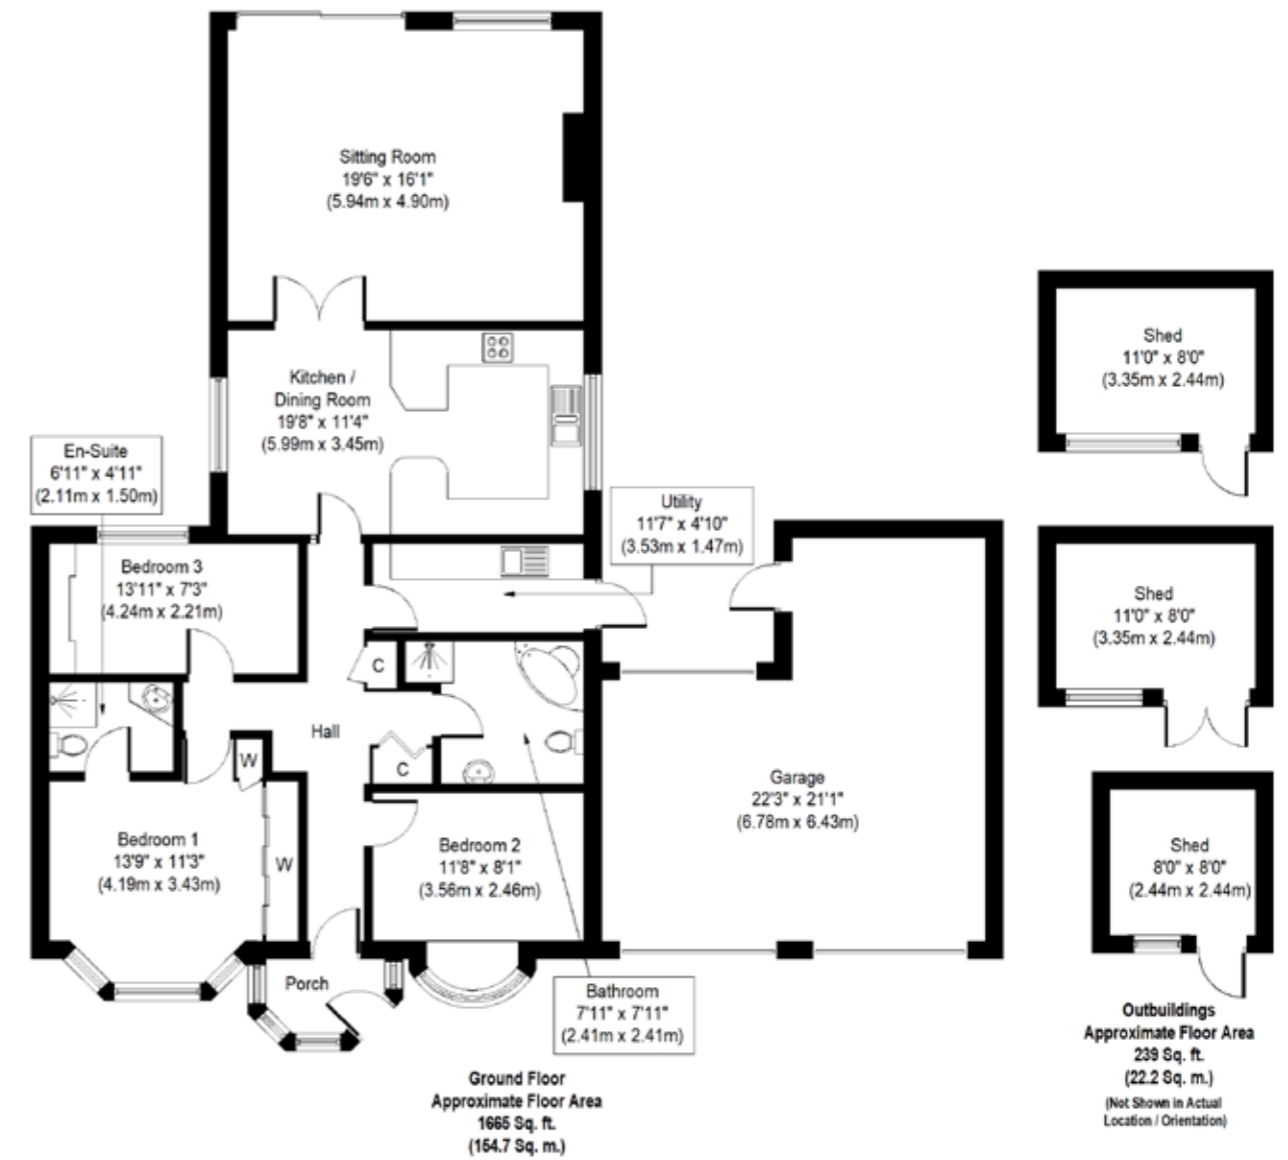 Sitting Room
19'6" x 16'1"
(5.94m x 4.90m)
Kitchen /
Dining Room
19'8" x 11'4"
(5.99m x 3.45m)
En-Suite
6'11" x 4'11"
(2.11m x 1.50m)
Utility
11'7" x 4'10"
(3.53m x 1.47m)
Bedroom 3
13'11" x 7'3"
(4.24m x 2.21m)
C
Hall
W
C
Garage
22'3" x 21'1"
(6.78m x 6.43m)
Bedroom 1
13'9" x 11'3"
(4.19m x 3.43m)
W
Bedroom 2
11'8" x 8'1"
(3.56m x 2.46m)
Porch
Bathroom
7'11" x 7'11"
(2.41m x 2.41m)
Ground Floor
Approximate Floor Area
1665 Sq. ft.
(154.7 Sq. m.)
Shed
11'0" x 8'0"
(3.35m x 2.44m)
Shed
11'0" x 8'0"
(3.35m x 2.44m)
Shed
8'0" x 8'0"
(2.44m x 2.44m)
Outbuildings
Approximate Floor Area
239 Sq. ft.
(22.2 Sq. m.)
(Not Shown in Actual
Location / Orientation)